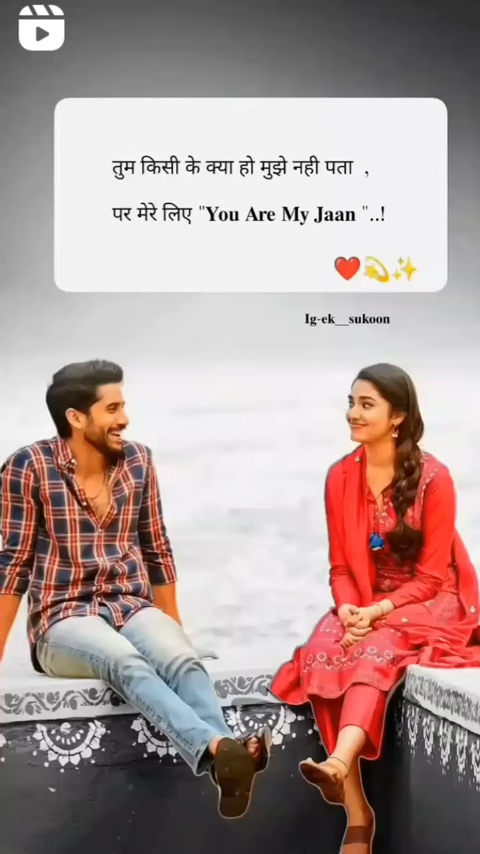 तुम किसी के क्या हो मुझे नही पता ,
पर मेरे लिए "You Are My Jaan "..!
❤️💫✨
Ig-ek__sukoon